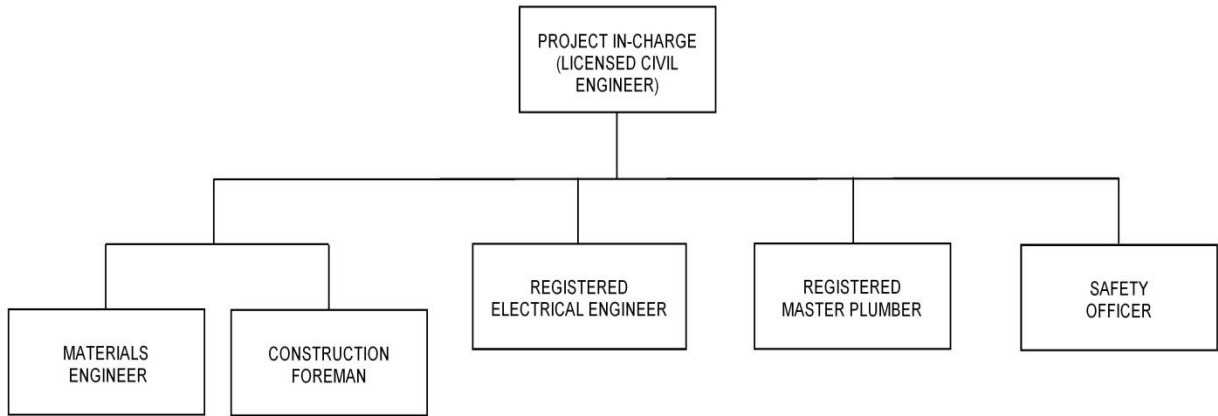 PROJECT IN-CHARGE
(LICENSED CIVIL
ENGINEER)
REGISTERED
ELECTRICAL ENGINEER
REGISTERED
MASTER PLUMBER
SAFETY
OFFICER
MATERIALS
ENGINEER
CONSTRUCTION
FOREMAN